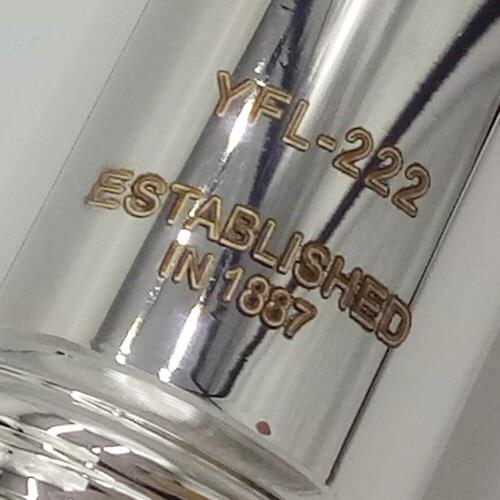 YFL-222
ESTABLISHED
IN 1887